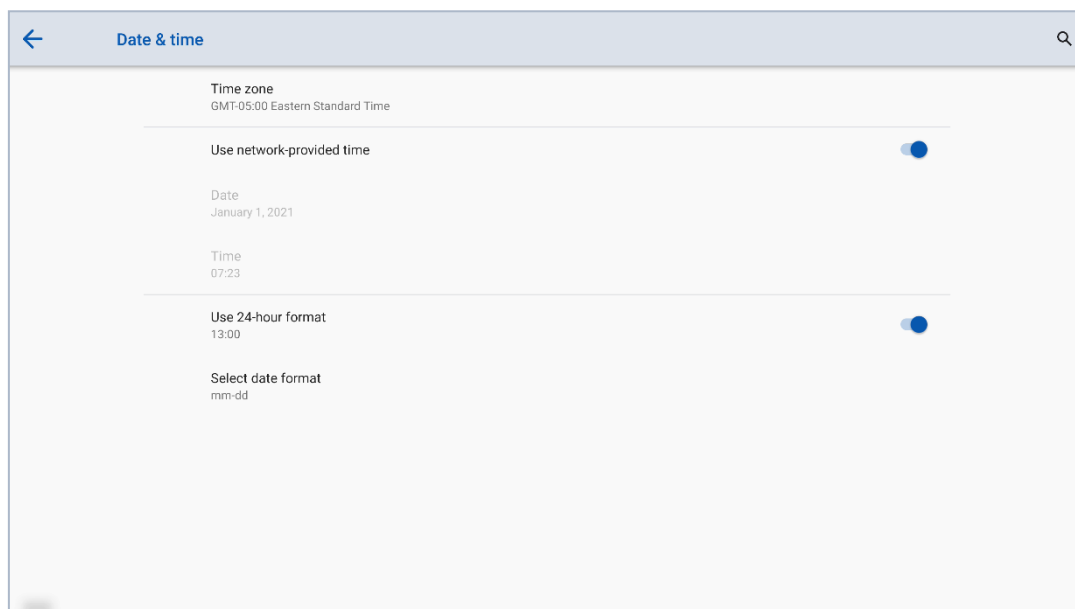 Date & time
Time zone
GMT-05:00 Eastern Standard Time
Use network-provided time
Date
January 1, 2021
Time
07:23
Use 24-hour format
13:00
Select date format
mm-dd